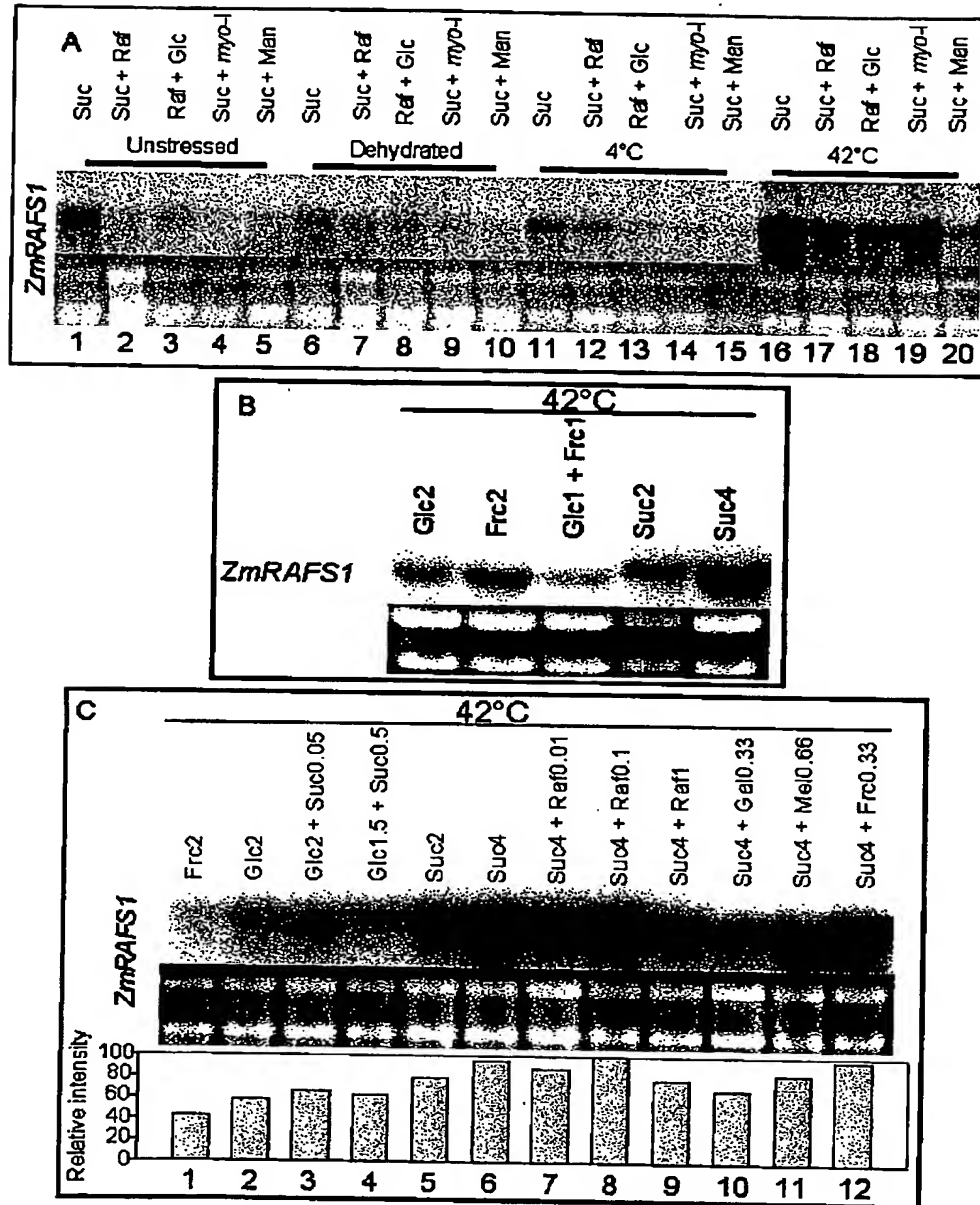 A
Suc
Suc + Raf
Raf + Glc
Suc + myo-I
Suc + Man
Suc
Suc + Raf
Raf + Glc
Suc + myo-I
Suc + Man
Suc
Suc + Raf
Raf + Glc
Suc + myo-I
Suc + Man
Suc
Suc + Raf
Raf + Glc
Suc + myo-I
Suc + Man
Unstressed
Dehydrated
4°C
42°C
ZmRAFS1
1 2 3 4 5 6 7 8 9 10 11 12 13 14 15 16 17 18 19 20
B
42°C
Glc2
Frc2
Glc1 + Frc1
Suc2
Suc4
ZmRAFS1
C
42°C
Frc2
Glc2
Glc2 + Suc0.05
Glc1.5 + Suc0.5
Suc2
Suc4
Suc4 + Raf0.01
Suc4 + Raf0.1
Suc4 + Raf1
Suc4 + Gal0.33
Suc4 + Mel0.66
Suc4 + Frc0.33
ZmRAFS1
Relative intensity
100
80
60
40
20
0
1 2 3 4 5 6 7 8 9 10 11 12